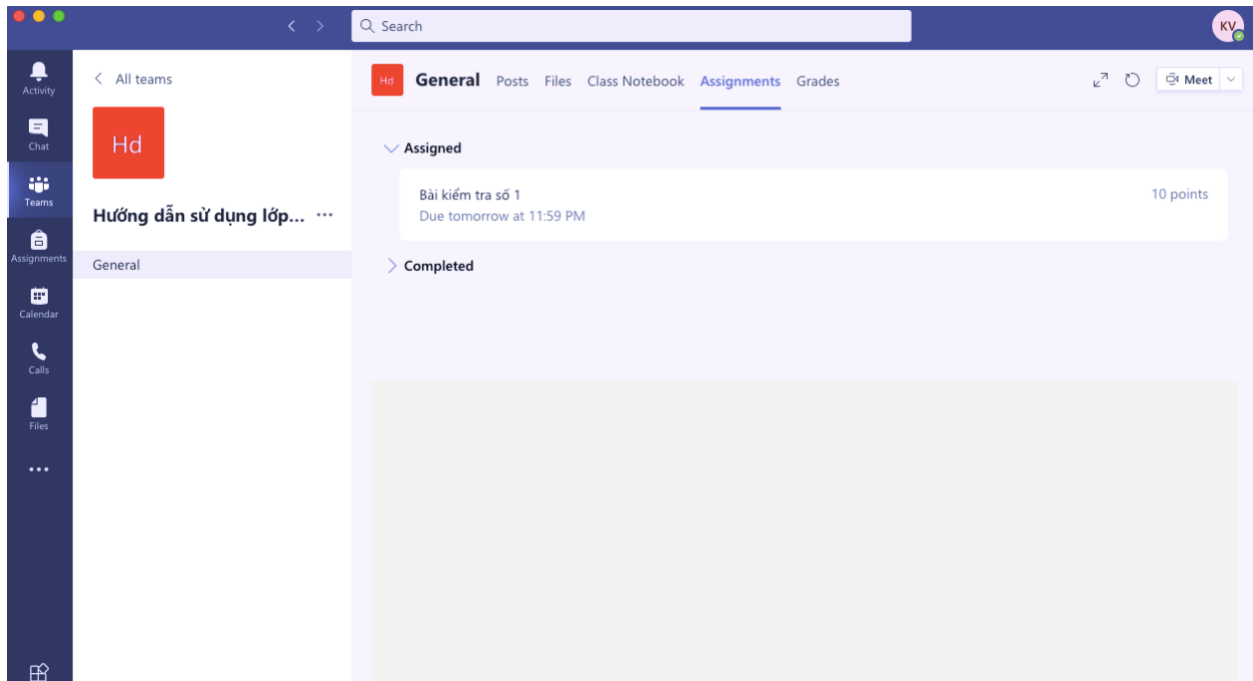 Search
KV
Activity
Chat
Teams
Assignments
Calendar
Calls
Files
All teams
Hd
Hướng dẫn sử dụng lớp... ...
General
Hd
General Posts Files Class Notebook Assignments Grades
Meet
Assigned
Bài kiểm tra số 1
10 points
Due tomorrow at 11:59 PM
Completed